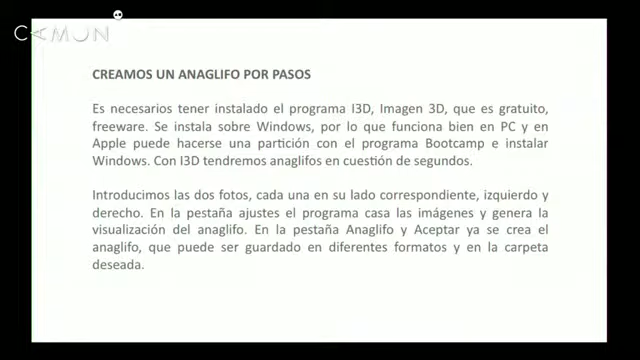 CAMON
CREAMOS UN ANAGLIFO POR PASOS
Es necesarios tener instalado el programa I3D, Imagen 3D, que es gratuito,
freeware. Se instala sobre Windows, por lo que funciona bien en PC y en
Apple puede hacerse una partición con el programa Bootcamp e instalar
Windows. Con I3D tendremos anaglifos en cuestión de segundos.
Introducimos las dos fotos, cada una en su lado correspondiente, izquierdo y
derecho. En la pestaña ajustes el programa casa las imágenes y genera la
visualización del anaglifo. En la pestaña Anaglifo y Aceptar ya se crea el
anaglifo, que puede ser guardado en diferentes formatos y en la carpeta
deseada.